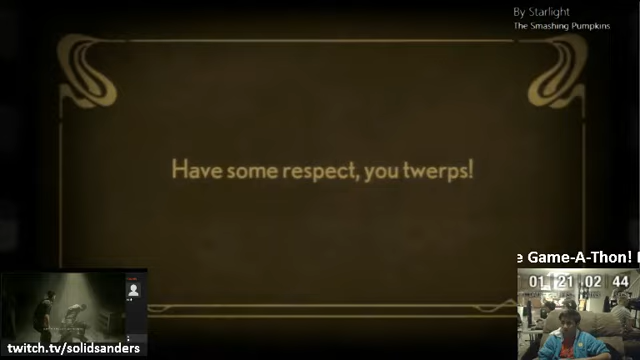 By Starlight
The Smashing Pumpkins
Have some respect, you twerps!
e Game-A-Thon!
01 21 02 44
twitch.tv/solidsanders